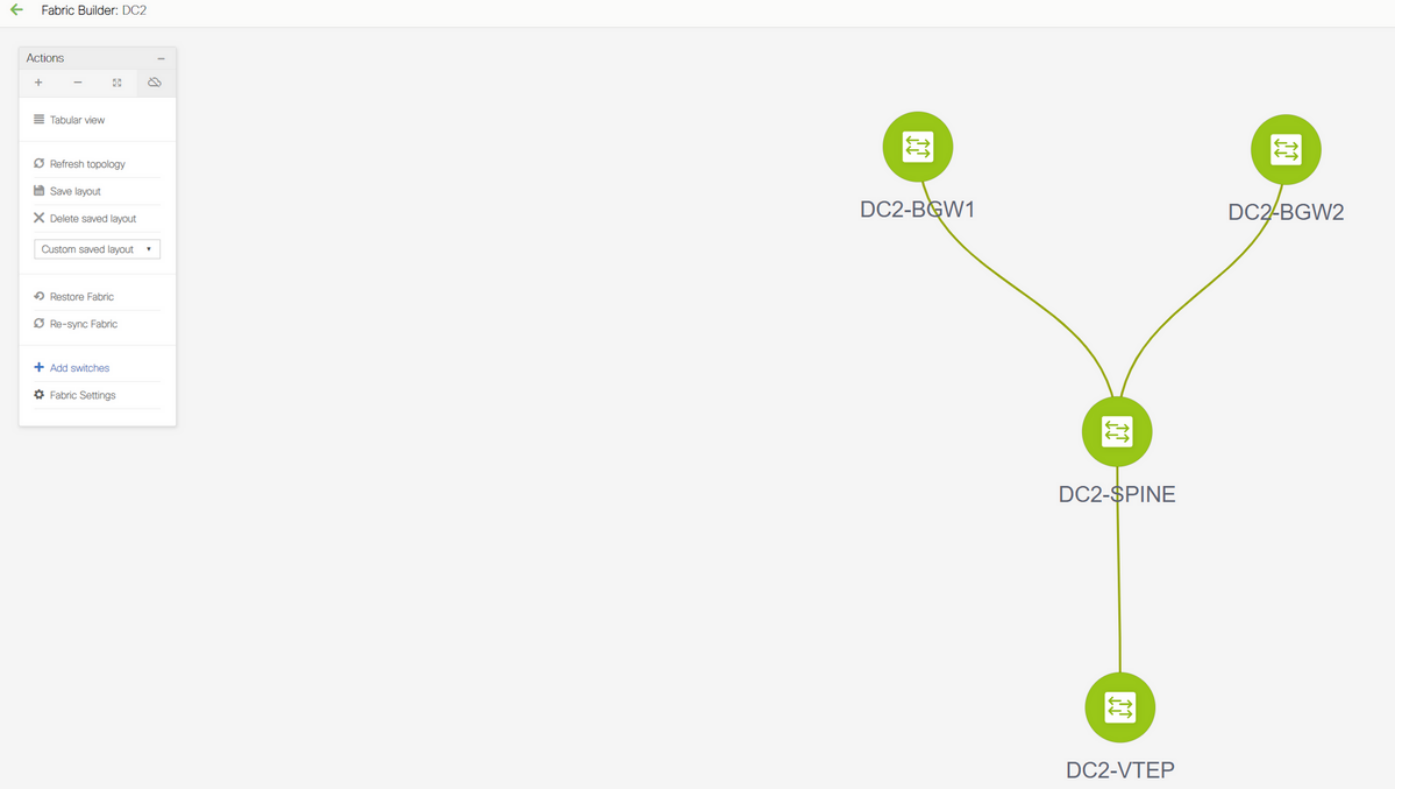 Fabric Builder: DC2
Actions
Tabular view
Refresh topology
Save layout
Delete saved layout
Custom saved layout
Restore Fabric
Re-sync Fabric
Add switches
Fabric Settings
DC2-BGW1
DC2-BGW2
DC2-SPINE
DC2-VTEP